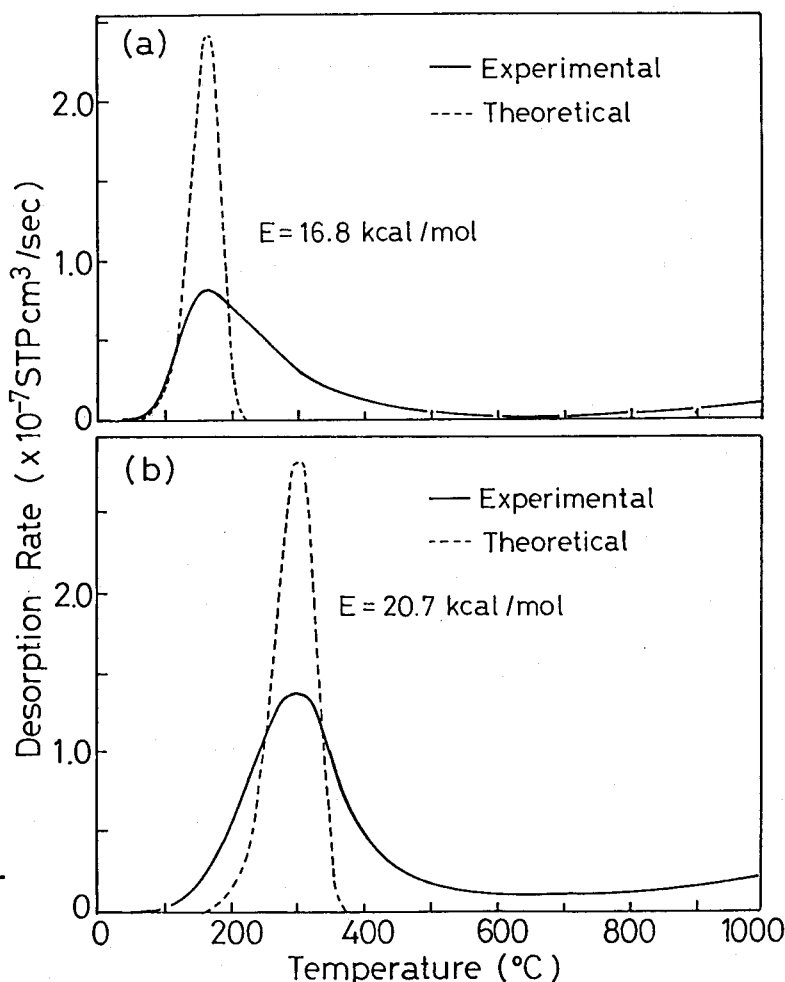 (a)
Experimental
Theoretical
E = 16.8 kcal/mol
2.0
1.0
0
(b)
Experimental
Theoretical
E = 20.7 kcal/mol
2.0
1.0
0
0 200 400 600 800 1000
Temperature (°C)
Desorption Rate (x 10⁻⁷ STP cm³/sec)